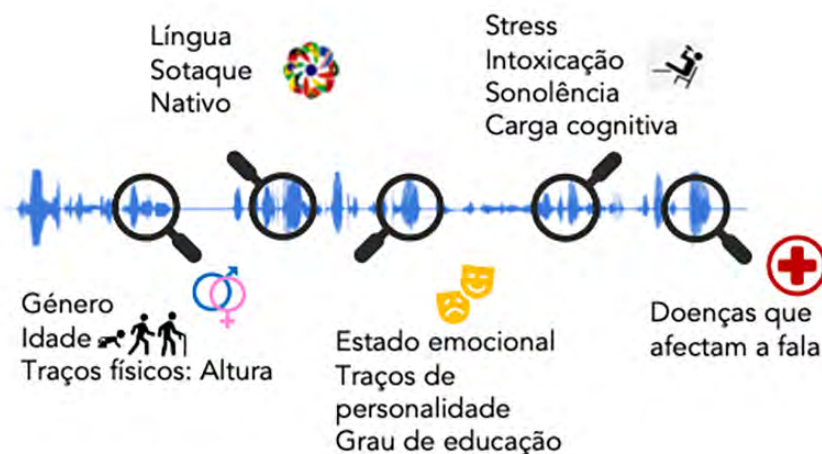 Língua
Sotaque
Nativo
Stress
Intoxicação
Sonolência
Carga cognitiva
Género
Idade
Traços físicos: Altura
Estado emocional
Traços de
personalidade
Grau de educação
Doenças que
afectam a fala